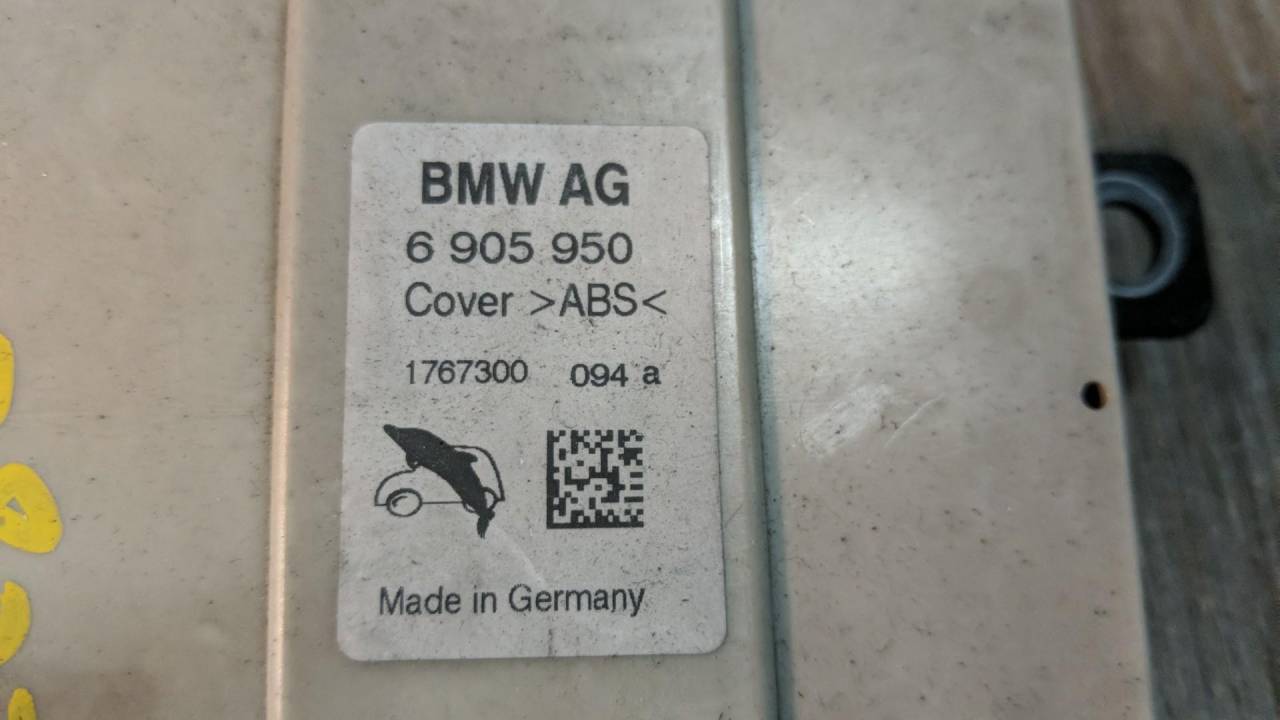 BMW AG
6 905 950
Cover >ABS<
1767300 094 a
Made in Germany